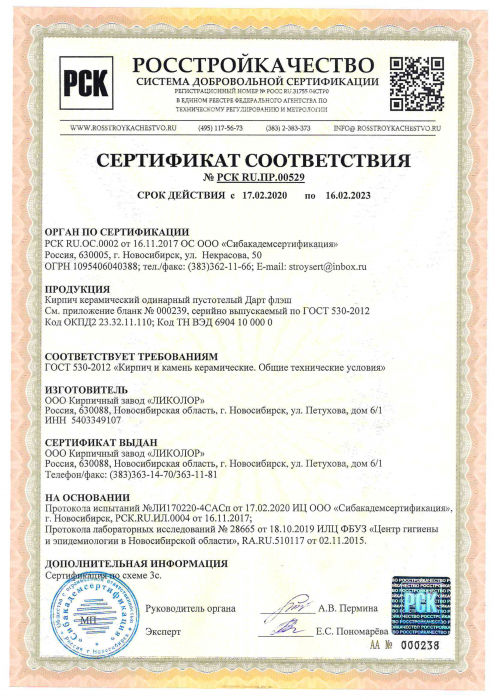 РСК
РОССТРОЙКАЧЕСТВО
СИСТЕМА ДОБРОВОЛЬНОЙ СЕРТИФИКАЦИИ
РЕГИСТРАЦИОННЫЙ НОМЕР № РОСС RU.31755 04СТР0
В ЕДИНОМ РЕЕСТРЕ ФЕДЕРАЛЬНОГО АГЕНТСТВА ПО
ТЕХНИЧЕСКОМУ РЕГУЛИРОВАНИЮ И МЕТРОЛОГИИ
WWW.ROSSTROYKACHESTVO.RU (495) 117-56-73 (383) 2-383-373 INFO@ ROSSTROYKACHESTVO.RU
СЕРТИФИКАТ СООТВЕТСТВИЯ
№ РСК RU.ПР.00529
СРОК ДЕЙСТВИЯ с 17.02.2020 по 16.02.2023
ОРГАН ПО СЕРТИФИКАЦИИ
РСК RU.ОС.0002 от 16.11.2017 ОС ООО «Сибакадемсертификация»
Россия, 630005, г. Новосибирск, ул. Некрасова, 50
ОГРН 1095406040388; тел./факс: (383)362-11-66; E-mail: stroysert@inbox.ru
ПРОДУКЦИЯ
Кирпич керамический одинарный пустотелый Дарт флэш
См. приложение бланк № 000239, серийно выпускаемый по ГОСТ 530-2012
Код ОКПД2 23.32.11.110; Код ТН ВЭД 6904 10 000 0
СООТВЕТСТВУЕТ ТРЕБОВАНИЯМ
ГОСТ 530-2012 «Кирпич и камень керамические. Общие технические условия»
ИЗГОТОВИТЕЛЬ
ООО Кирпичный завод «ЛИКОЛОР»
Россия, 630088, Новосибирская область, г. Новосибирск, ул. Петухова, дом 6/1
ИНН 5403349107
СЕРТИФИКАТ ВЫДАН
ООО Кирпичный завод «ЛИКОЛОР»
Россия, 630088, Новосибирская область, г. Новосибирск, ул. Петухова, дом 6/1
Телефон/факс: (383)363-14-70/363-11-81
НА ОСНОВАНИИ
Протокола испытаний №ЛИ170220-4САСп от 17.02.2020 ИЦ ООО «Сибакадемсертификация»,
г. Новосибирск, РСК.RU.ИЛ.0004 от 16.11.2017;
Протокола лабораторных исследований № 28665 от 18.10.2019 ИЛЦ ФБУЗ «Центр гигиены
и эпидемиологии в Новосибирской области», RA.RU.510117 от 02.11.2015.
ДОПОЛНИТЕЛЬНАЯ ИНФОРМАЦИЯ
Сертификация по схеме 3с.
Руководитель органа А.В. Пермина
МП
Эксперт Е.С. Пономарёва
РОССТРОЙКАЧЕСТВО
РСК
АА № 000238